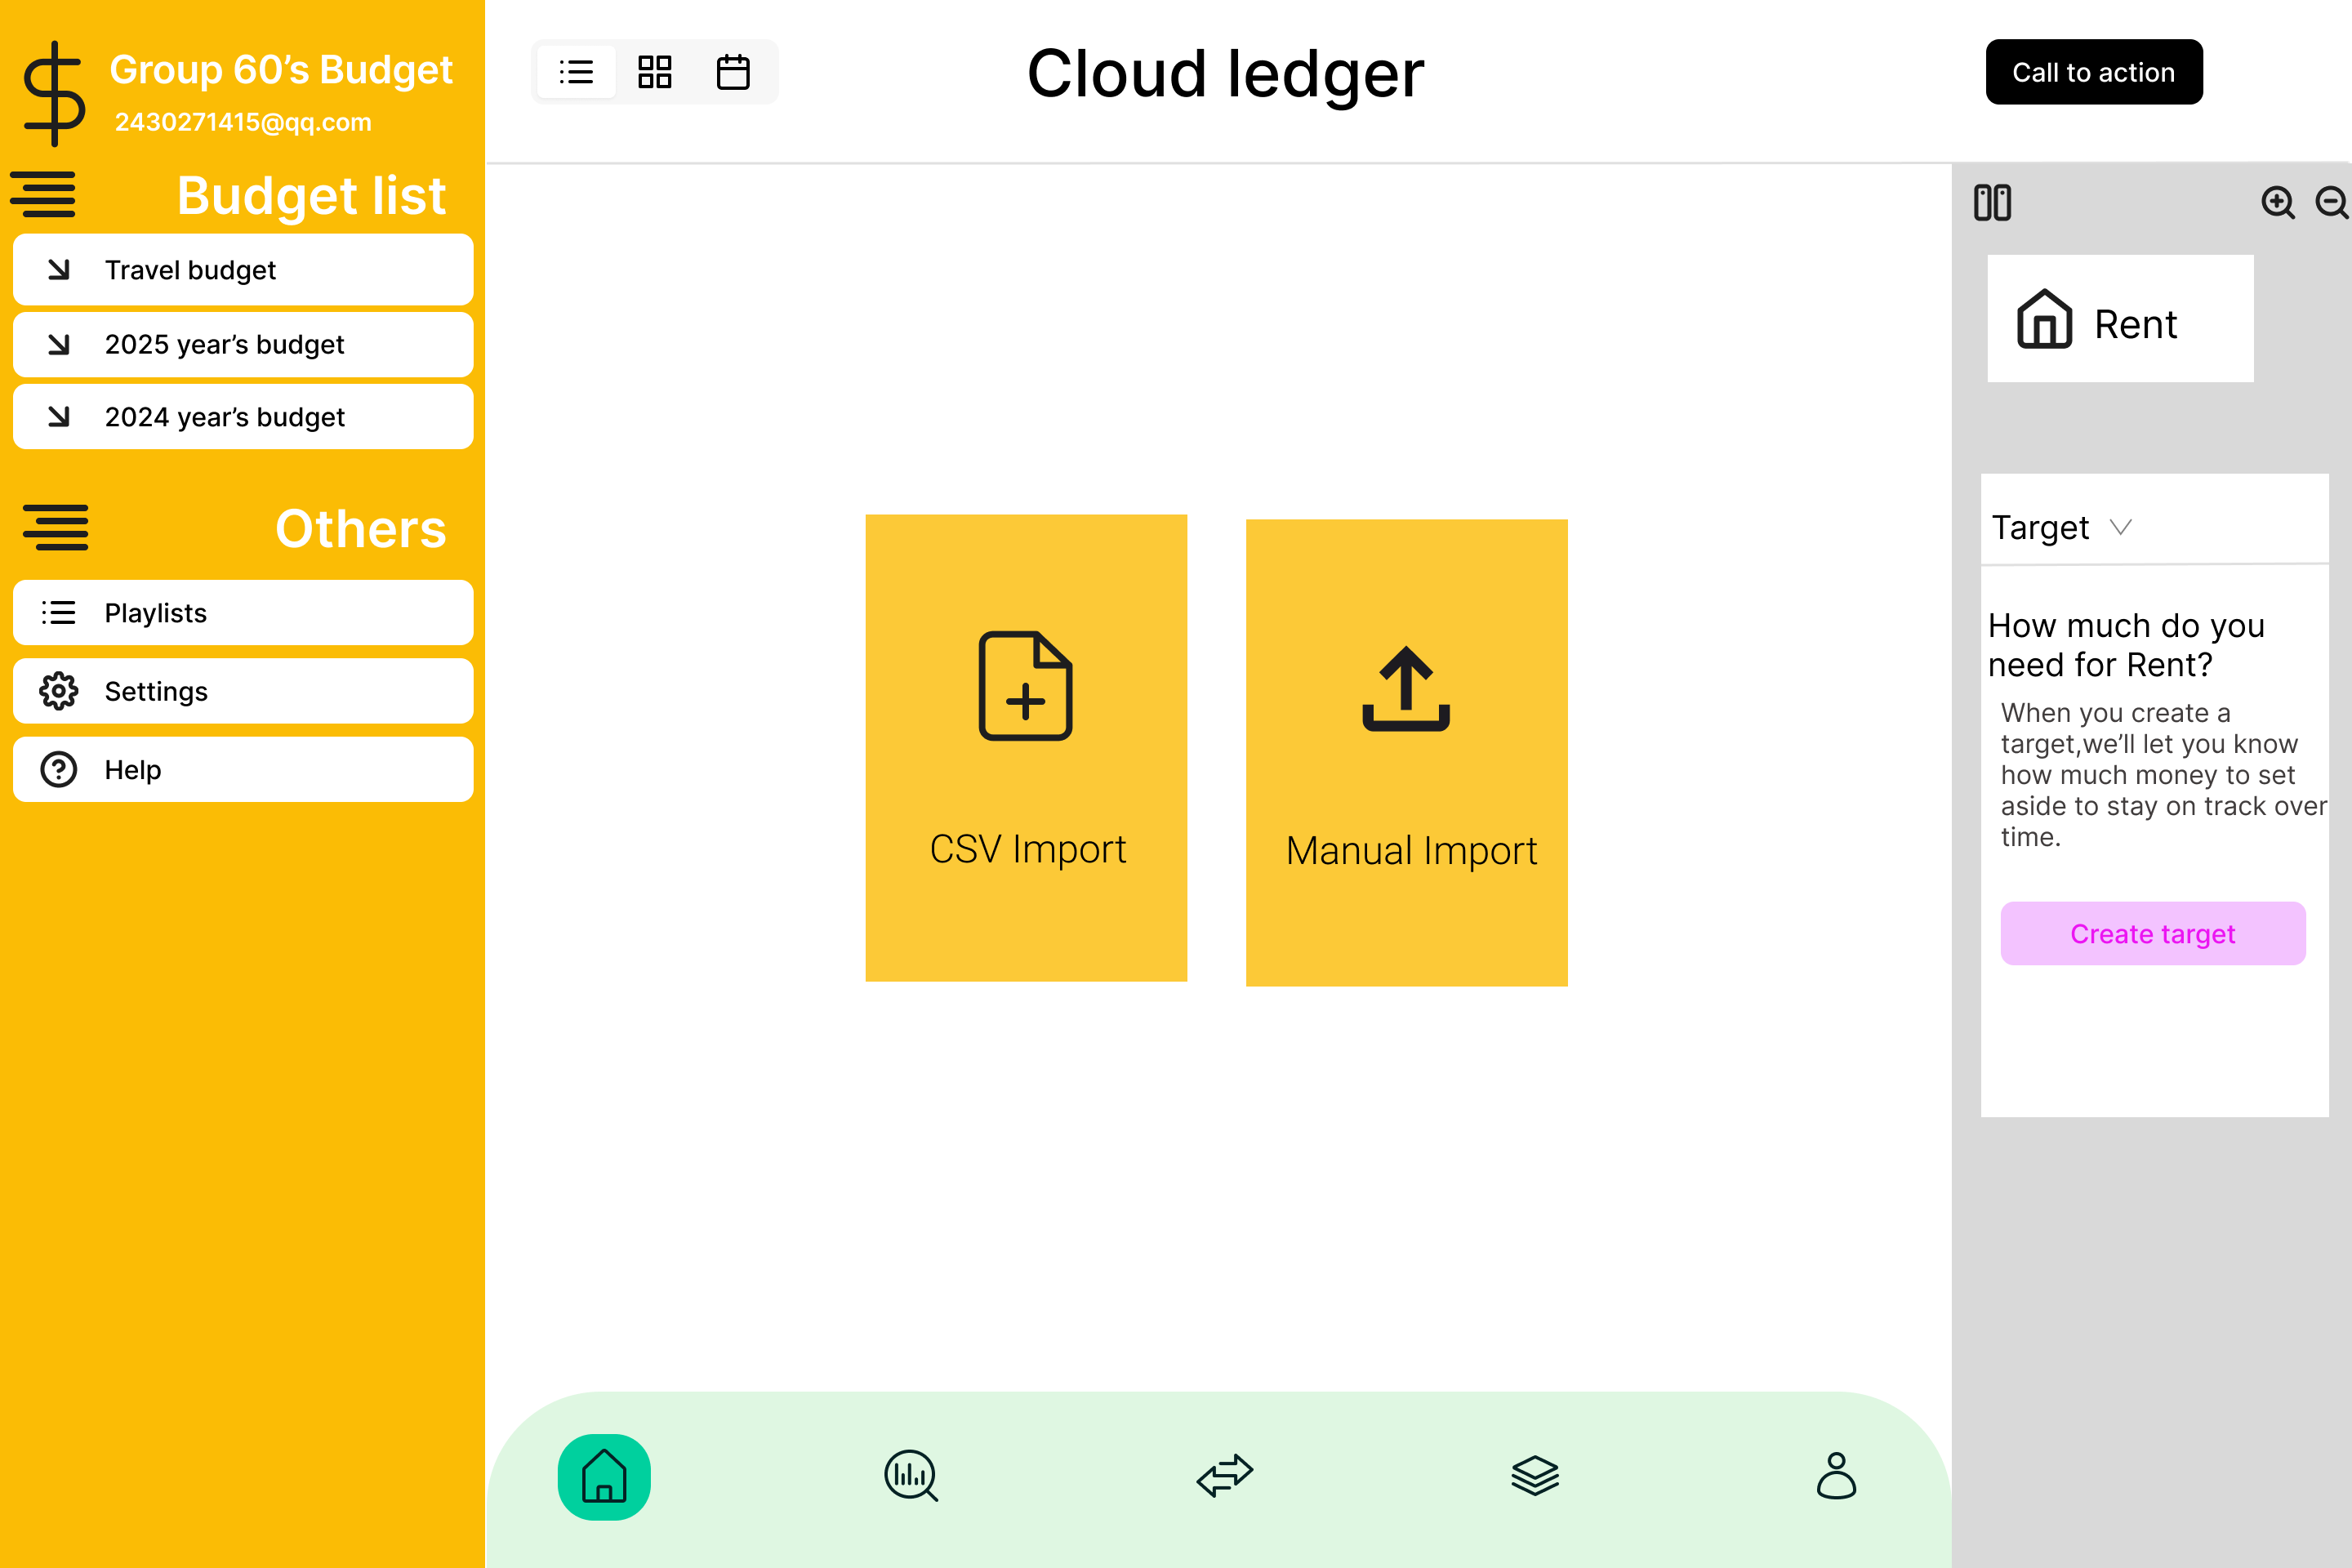 Group 60’s Budget
2430271415@qq.com
Budget list
Travel budget
2025 year’s budget
2024 year’s budget
Others
Playlists
Settings
Help
Cloud ledger
Call to action
CSV Import
Manual Import
Rent
Target
How much do you
need for Rent?
When you create a
target,we’ll let you know
how much money to set
aside to stay on track over
time.
Create target